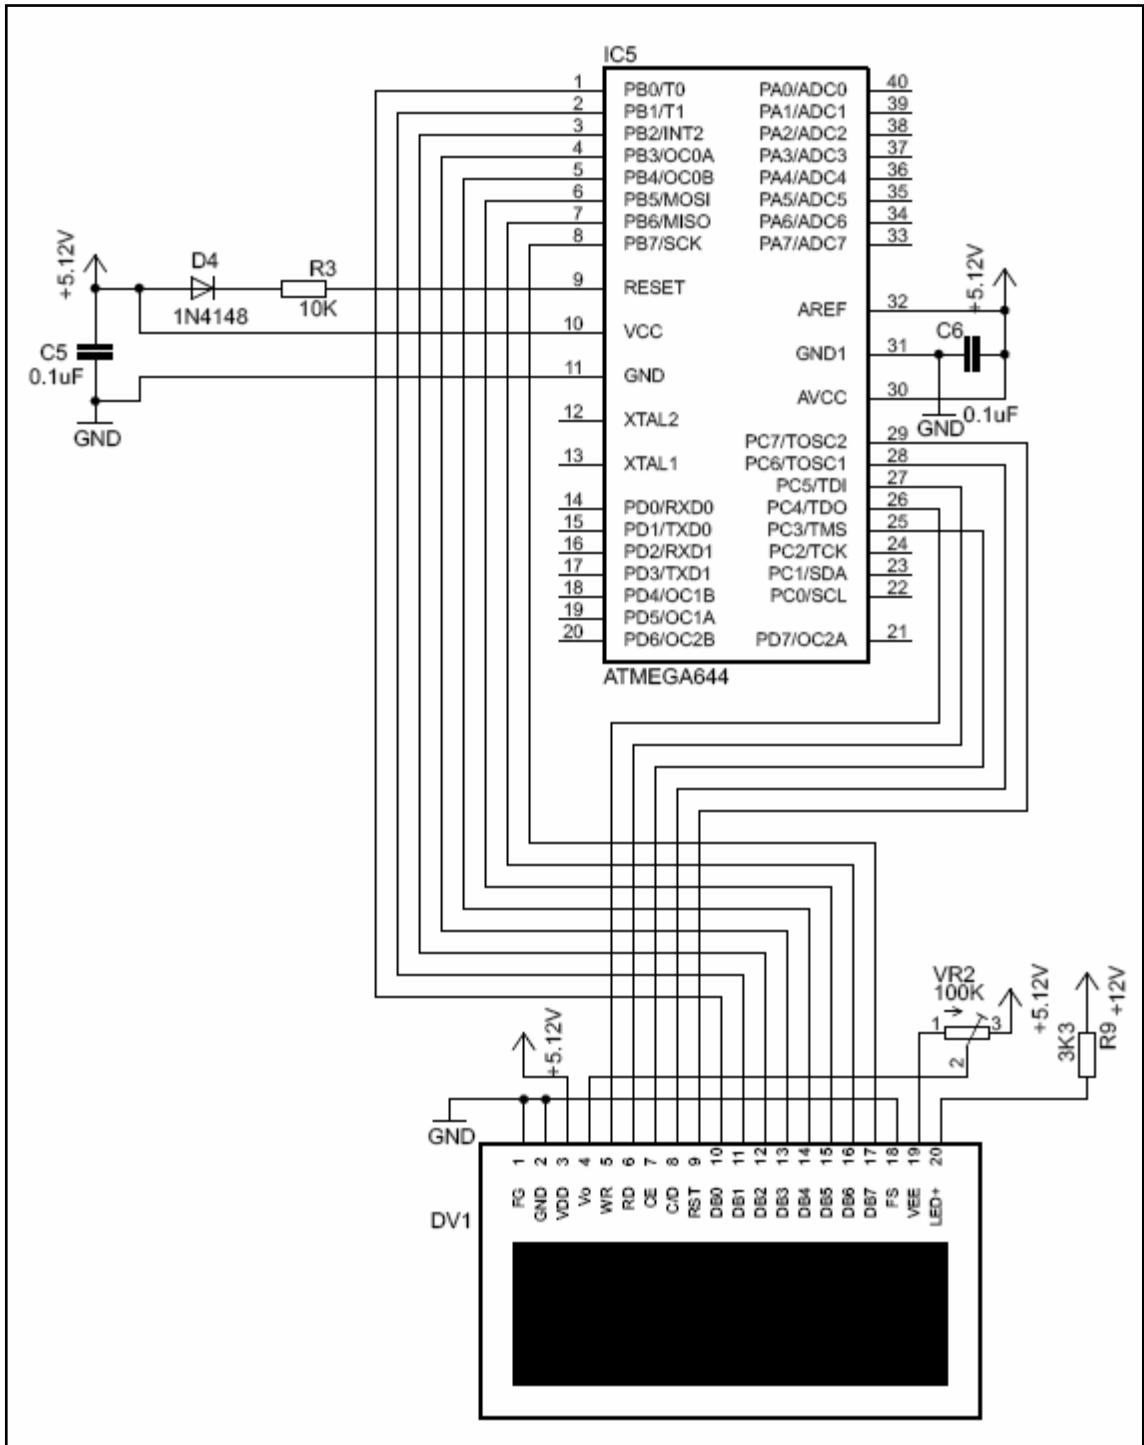 IC5
1 PB0/T0 PA0/ADC0 40
2 PB1/T1 PA1/ADC1 39
3 PB2/INT2 PA2/ADC2 38
4 PB3/OC0A PA3/ADC3 37
5 PB4/OC0B PA4/ADC4 36
6 PB5/MOSI PA5/ADC5 35
7 PB6/MISO PA6/ADC6 34
8 PB7/SCK PA7/ADC7 33
+5.12V
D4
1N4148
R3
10K
9 RESET
+5.12V
AREF 32
10 VCC
C6
0.1uF
GND1 31
C5
0.1uF
11 GND
AVCC 30
GND
GND
12 XTAL2
PC7/TOSC2 29
13 XTAL1 PC6/TOSC1 28
PC5/TDI 27
14 PD0/RXD0 PC4/TDO 26
15 PD1/TXD0 PC3/TMS 25
16 PD2/RXD1 PC2/TCK 24
17 PD3/TXD1 PC1/SDA 23
18 PD4/OC1B PC0/SCL 22
19 PD5/OC1A
20 PD6/OC2B PD7/OC2A 21
ATMEGA644
VR2
100K
1 3
2
+5.12V
+12V
3K3 R9
+5.12V
GND
1 2 3 4 5 6 7 8 9 10 11 12 13 14 15 16 17 18 19 20
FG GND VDD Vo WR RD CE C/D RST DB0 DB1 DB2 DB3 DB4 DB5 DB6 DB7 FS VEE LED+
DV1